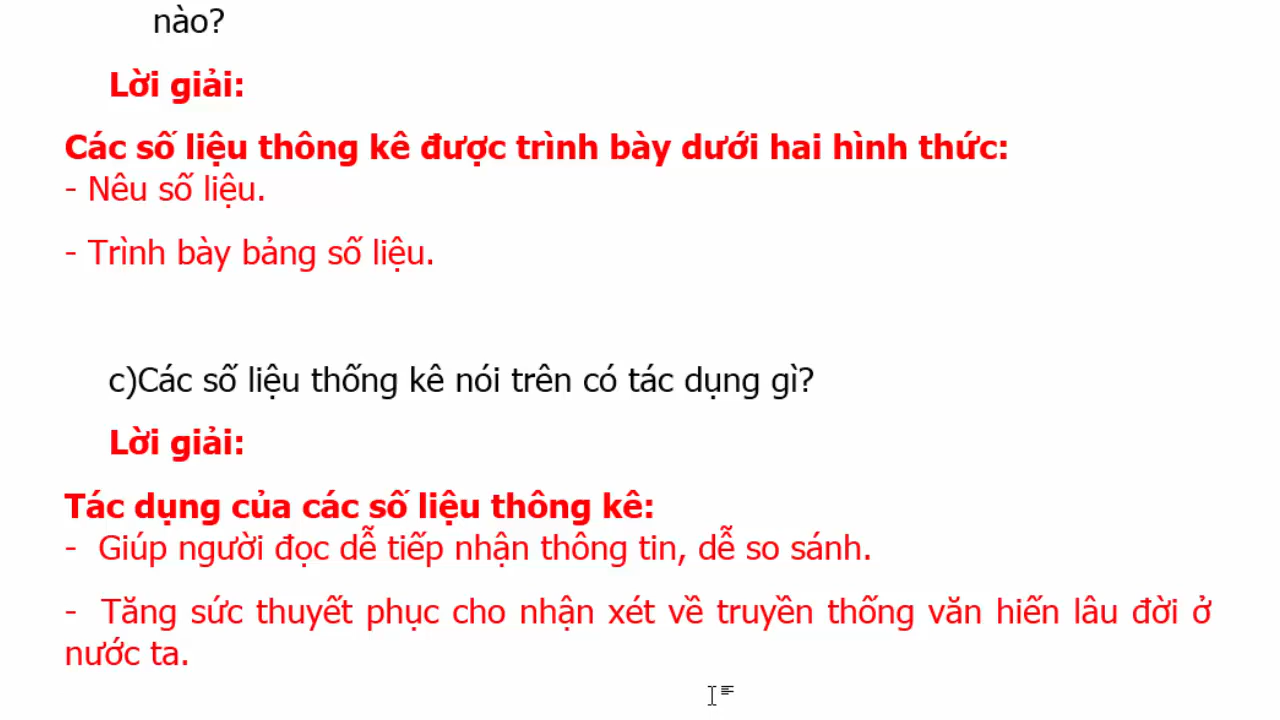 nào?
Lời giải:
Các số liệu thông kê được trình bày dưới hai hình thức:
- Nêu số liệu.
- Trình bày bảng số liệu.
c)Các số liệu thống kê nói trên có tác dụng gì?
Lời giải:
Tác dụng của các số liệu thông kê:
- Giúp người đọc dễ tiếp nhận thông tin, dễ so sánh.
- Tăng sức thuyết phục cho nhận xét về truyền thống văn hiến lâu đời ở
nước ta.